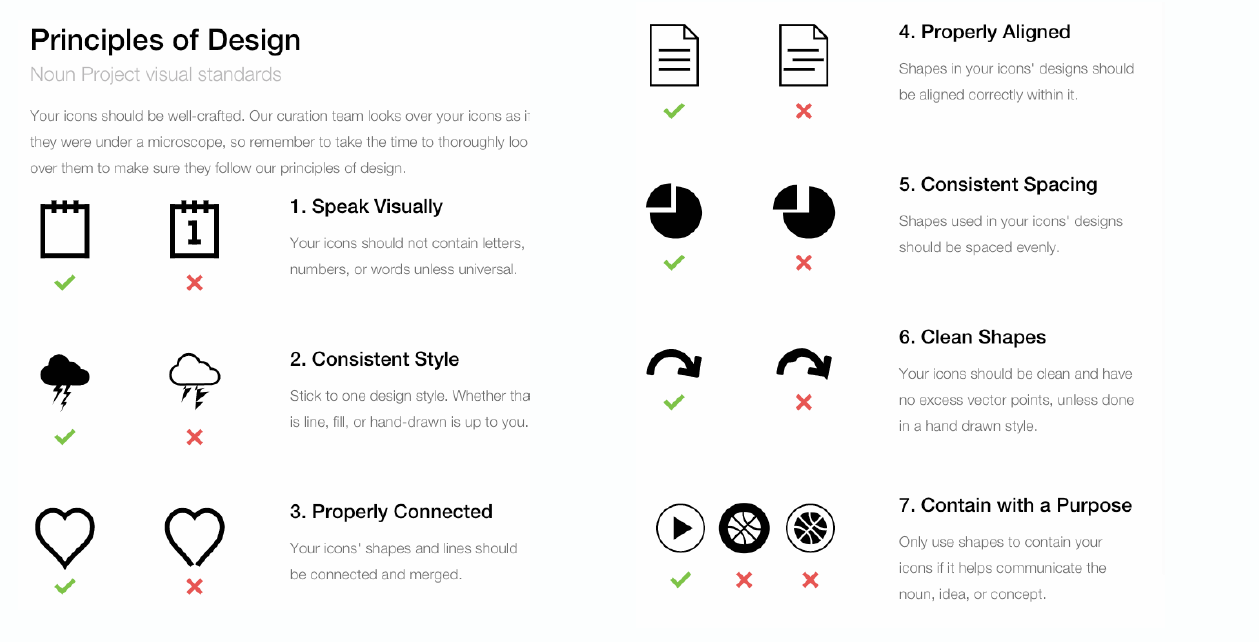 Principles of Design
Noun Project visual standards
Your icons should be well-crafted. Our curation team looks over your icons as
they were under a microscope, so remember to take the time to thoroughly
over them to make sure they follow our principles of design.
1
1. Speak Visually
Your icons should not contain letters,
numbers, or words unless universal.
2. Consistent Style
Stick to one design style. Whether
is line, fill, or hand-drawn is up to you.
3. Properly Connected
Your icons' shapes and lines should
be connected and merged.
4. Properly Aligned
Shapes in your icons' designs should
be aligned correctly within it.
5. Consistent Spacing
Shapes used in your icons' designs
should be spaced evenly.
6. Clean Shapes
Your icons should be clean and have
no excess vector points, unless done
in a hand drawn style.
7. Contain with a Purpose
Only use shapes to contain your
icons if it helps communicate the
noun, idea, or concept.